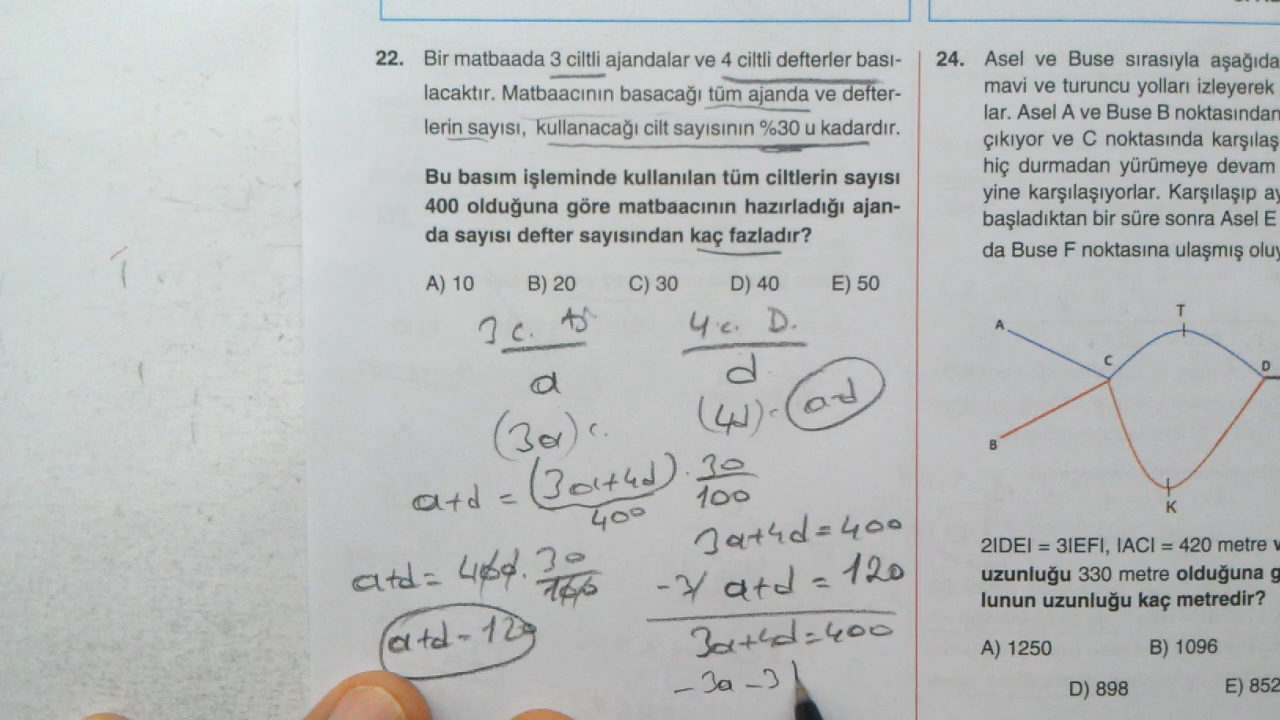 22. Bir matbaada 3 ciltli ajandalar ve 4 ciltli defterler bası-
lacaktır. Matbaacının basacağı tüm ajanda ve defter-
lerin sayısı, kullanacağı cilt sayısının %30 u kadardır.
Bu basım işleminde kullanılan tüm ciltlerin sayısı
400 olduğuna göre matbaacının hazırladığı ajan-
da sayısı defter sayısından kaç fazladır?
A) 10 B) 20 C) 30 D) 40 E) 50
3 c. 4 c. D.
a d
(3a) c. (4d). a-d
a+d = (3a+4d) . 30
400 100
3a+4d=400
a+d= 400. 30
100
-3/ a+d = 120
a+d=120
3a+4d=400
-3a-3
24. Asel ve Buse sırasıyla aşağıda
mavi ve turuncu yolları izleyerek
lar. Asel A ve Buse B noktasından
çıkıyor ve C noktasında karşılaş
hiç durmadan yürümeye devam
yine karşılaşıyorlar. Karşılaşıp ay
başladıktan bir süre sonra Asel E
da Buse F noktasına ulaşmış oluy
T
A
C
D
B
K
2IDEI = 3IEFI, IACI = 420 metre v
uzunluğu 330 metre olduğuna g
lunun uzunluğu kaç metredir?
A) 1250 B) 1096
D) 898 E) 852